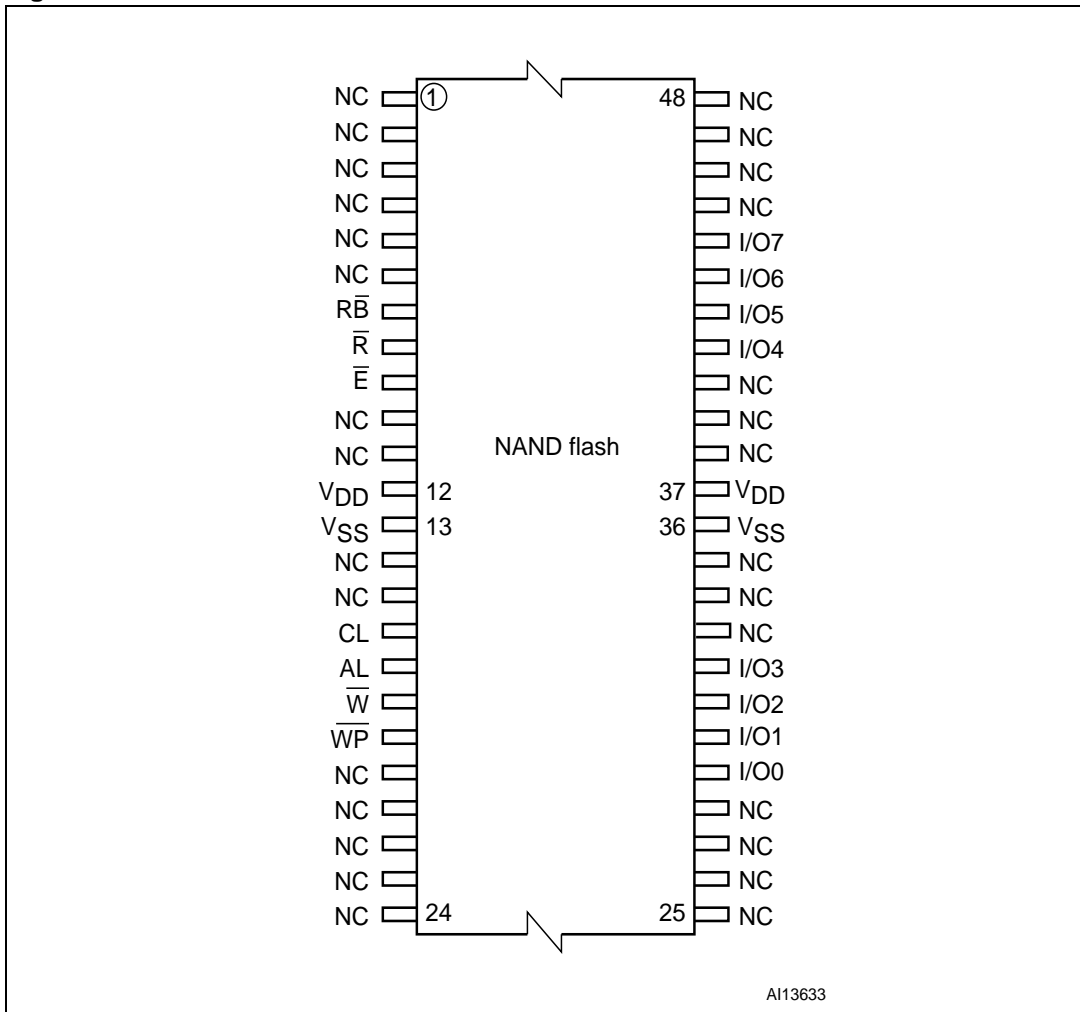 NC 1 48 NC
NC NC
NC NC
NC NC
NC I/O7
NC I/O6
RB̅ I/O5
R̅ I/O4
E̅ NC
NC NC
NC NAND flash NC
VDD 12 37 VDD
VSS 13 36 VSS
NC NC
NC NC
CL NC
AL I/O3
W̅ I/O2
W̅P̅ I/O1
NC I/O0
NC NC
NC NC
NC NC
NC 24 25 NC
AI13633